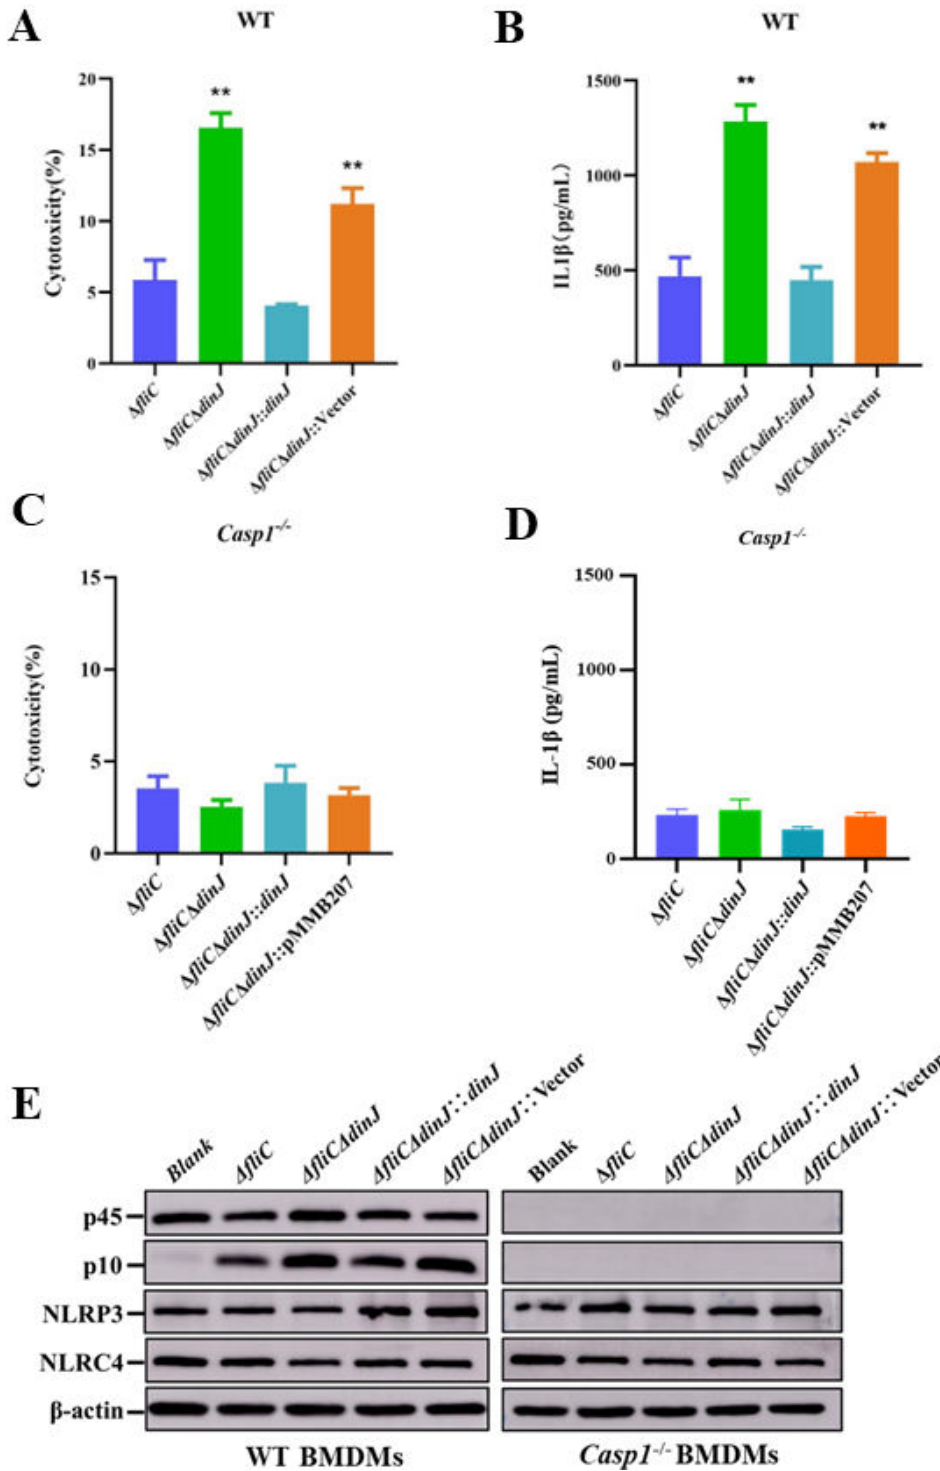 A
WT
Cytotoxicity(%)
20
15
10
5
0
**
**
ΔfliC
ΔfliCΔdinJ
ΔfliCΔdinJ::dinJ
ΔfliCΔdinJ::Vector
B
WT
IL1β(pg/mL)
1500
1000
500
0
**
**
ΔfliC
ΔfliCΔdinJ
ΔfliCΔdinJ::dinJ
ΔfliCΔdinJ::Vector
C
Casp1-/-
Cytotoxicity(%)
15
10
5
0
ΔfliC
ΔfliCΔdinJ
ΔfliCΔdinJ::dinJ
ΔfliCΔdinJ::pMMB207
D
Casp1-/-
IL-1β (pg/mL)
1500
1000
500
0
ΔfliC
ΔfliCΔdinJ
ΔfliCΔdinJ::dinJ
ΔfliCΔdinJ::pMMB207
E
Blank
ΔfliC
ΔfliCΔdinJ
ΔfliCΔdinJ::dinJ
ΔfliCΔdinJ::Vector
Blank
ΔfliC
ΔfliCΔdinJ
ΔfliCΔdinJ::dinJ
ΔfliCΔdinJ::Vector
p45
p10
NLRP3
NLRC4
β-actin
WT BMDMs
Casp1-/- BMDMs